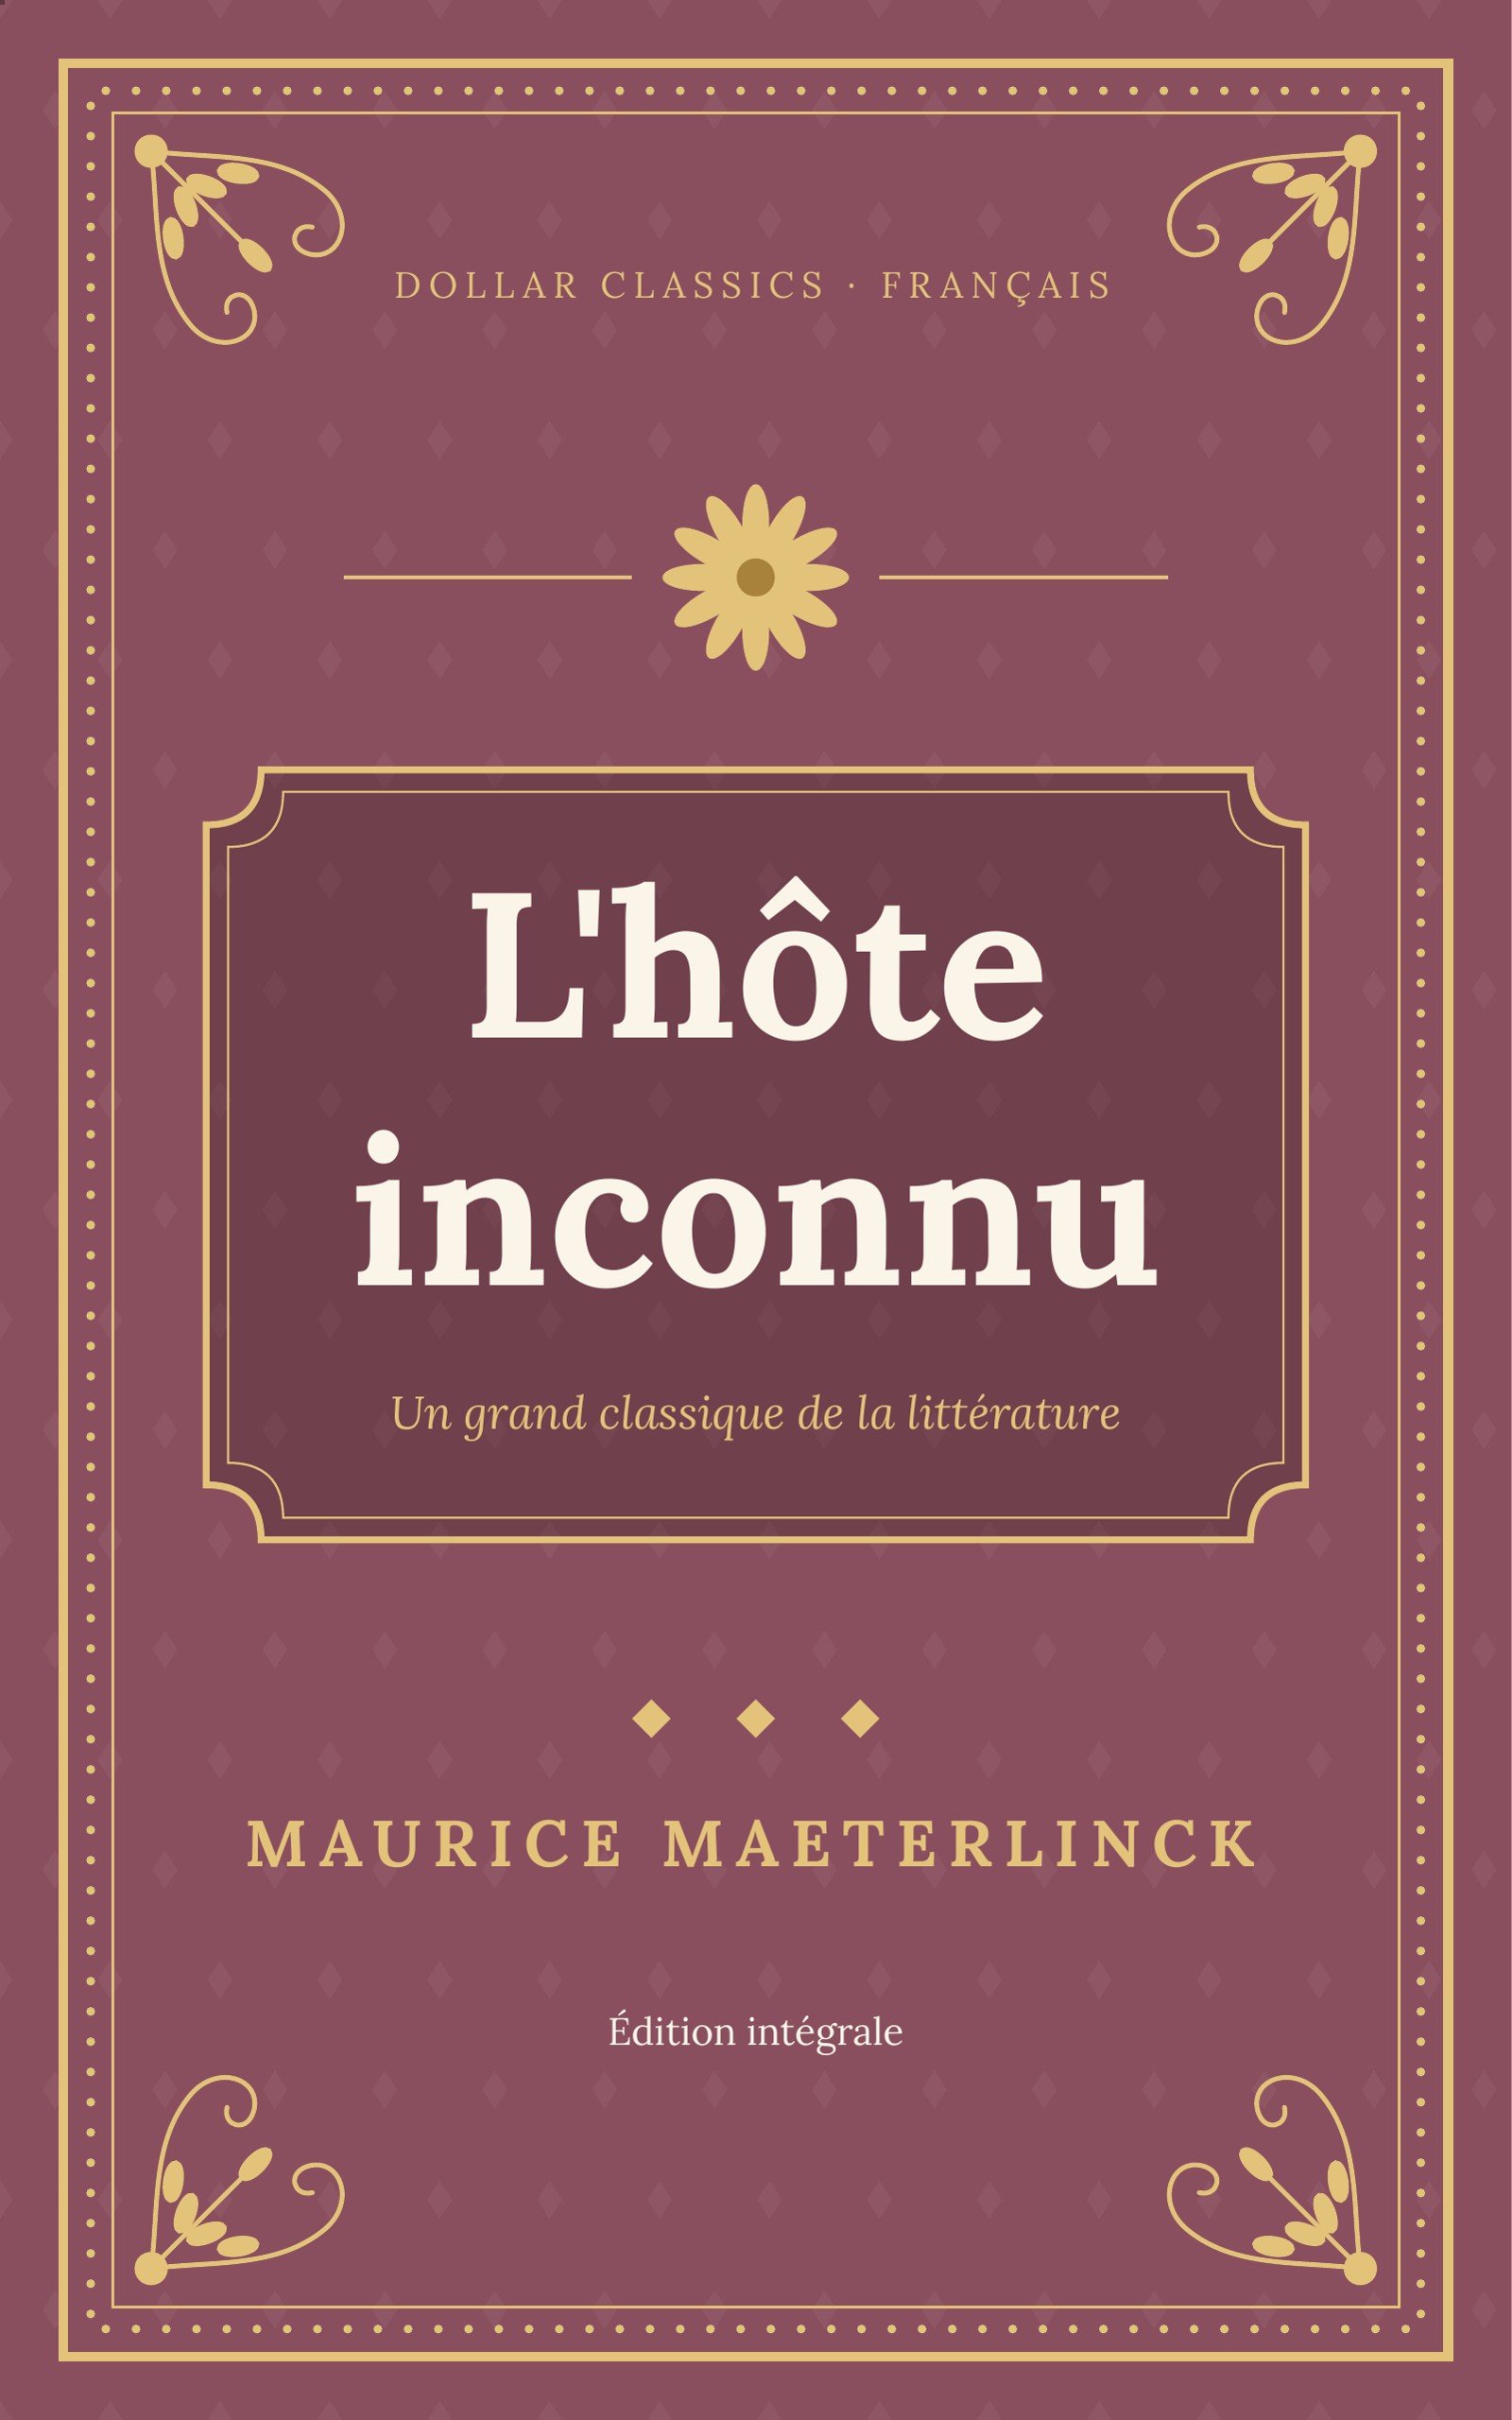 DOLLAR CLASSICS · FRANÇAIS
L'hôte
inconnu
Un grand classique de la littérature
MAURICE MAETERLINCK
Édition intégrale